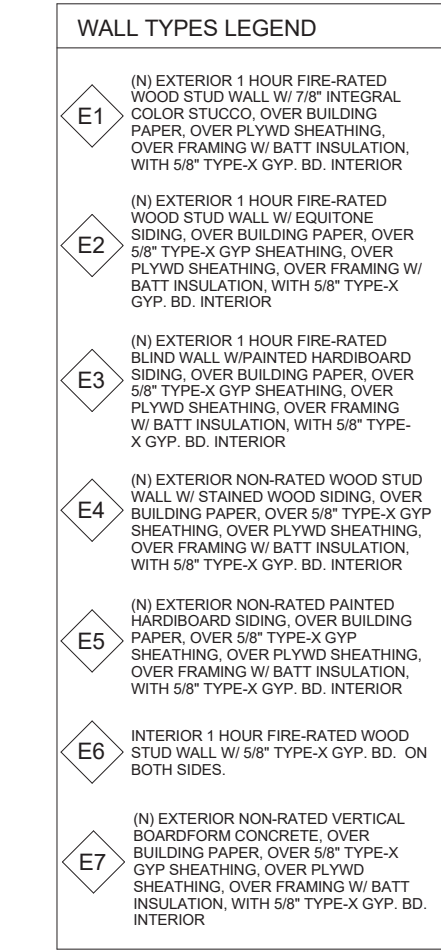 WALL TYPES LEGEND
E1
(N) EXTERIOR 1 HOUR FIRE-RATED
WOOD STUD WALL W/ 7/8" INTEGRAL
COLOR STUCCO, OVER BUILDING
PAPER, OVER PLYWD SHEATHING,
OVER FRAMING W/ BATT INSULATION,
WITH 5/8" TYPE-X GYP. BD. INTERIOR
E2
(N) EXTERIOR 1 HOUR FIRE-RATED
WOOD STUD WALL W/ EQUITONE
SIDING, OVER BUILDING PAPER, OVER
5/8" TYPE-X GYP SHEATHING, OVER
PLYWD SHEATHING, OVER FRAMING W/
BATT INSULATION, WITH 5/8" TYPE-X
GYP. BD. INTERIOR
E3
(N) EXTERIOR 1 HOUR FIRE-RATED
BLIND WALL W/PAINTED HARDIBOARD
SIDING, OVER BUILDING PAPER, OVER
5/8" TYPE-X GYP SHEATHING, OVER
PLYWD SHEATHING, OVER FRAMING
W/ BATT INSULATION, WITH 5/8" TYPE-
X GYP. BD. INTERIOR
E4
(N) EXTERIOR NON-RATED WOOD STUD
WALL W/ STAINED WOOD SIDING, OVER
BUILDING PAPER, OVER 5/8" TYPE-X GYP
SHEATHING, OVER PLYWD SHEATHING,
OVER FRAMING W/ BATT INSULATION,
WITH 5/8" TYPE-X GYP. BD. INTERIOR
E5
(N) EXTERIOR NON-RATED PAINTED
HARDIBOARD SIDING, OVER BUILDING
PAPER, OVER 5/8" TYPE-X GYP
SHEATHING, OVER PLYWD SHEATHING,
OVER FRAMING W/ BATT INSULATION,
WITH 5/8" TYPE-X GYP. BD. INTERIOR
E6
INTERIOR 1 HOUR FIRE-RATED WOOD
STUD WALL W/ 5/8" TYPE-X GYP. BD. ON
BOTH SIDES.
E7
(N) EXTERIOR NON-RATED VERTICAL
BOARDFORM CONCRETE, OVER
BUILDING PAPER, OVER 5/8" TYPE-X
GYP SHEATHING, OVER PLYWD
SHEATHING, OVER FRAMING W/ BATT
INSULATION, WITH 5/8" TYPE-X GYP. BD.
INTERIOR